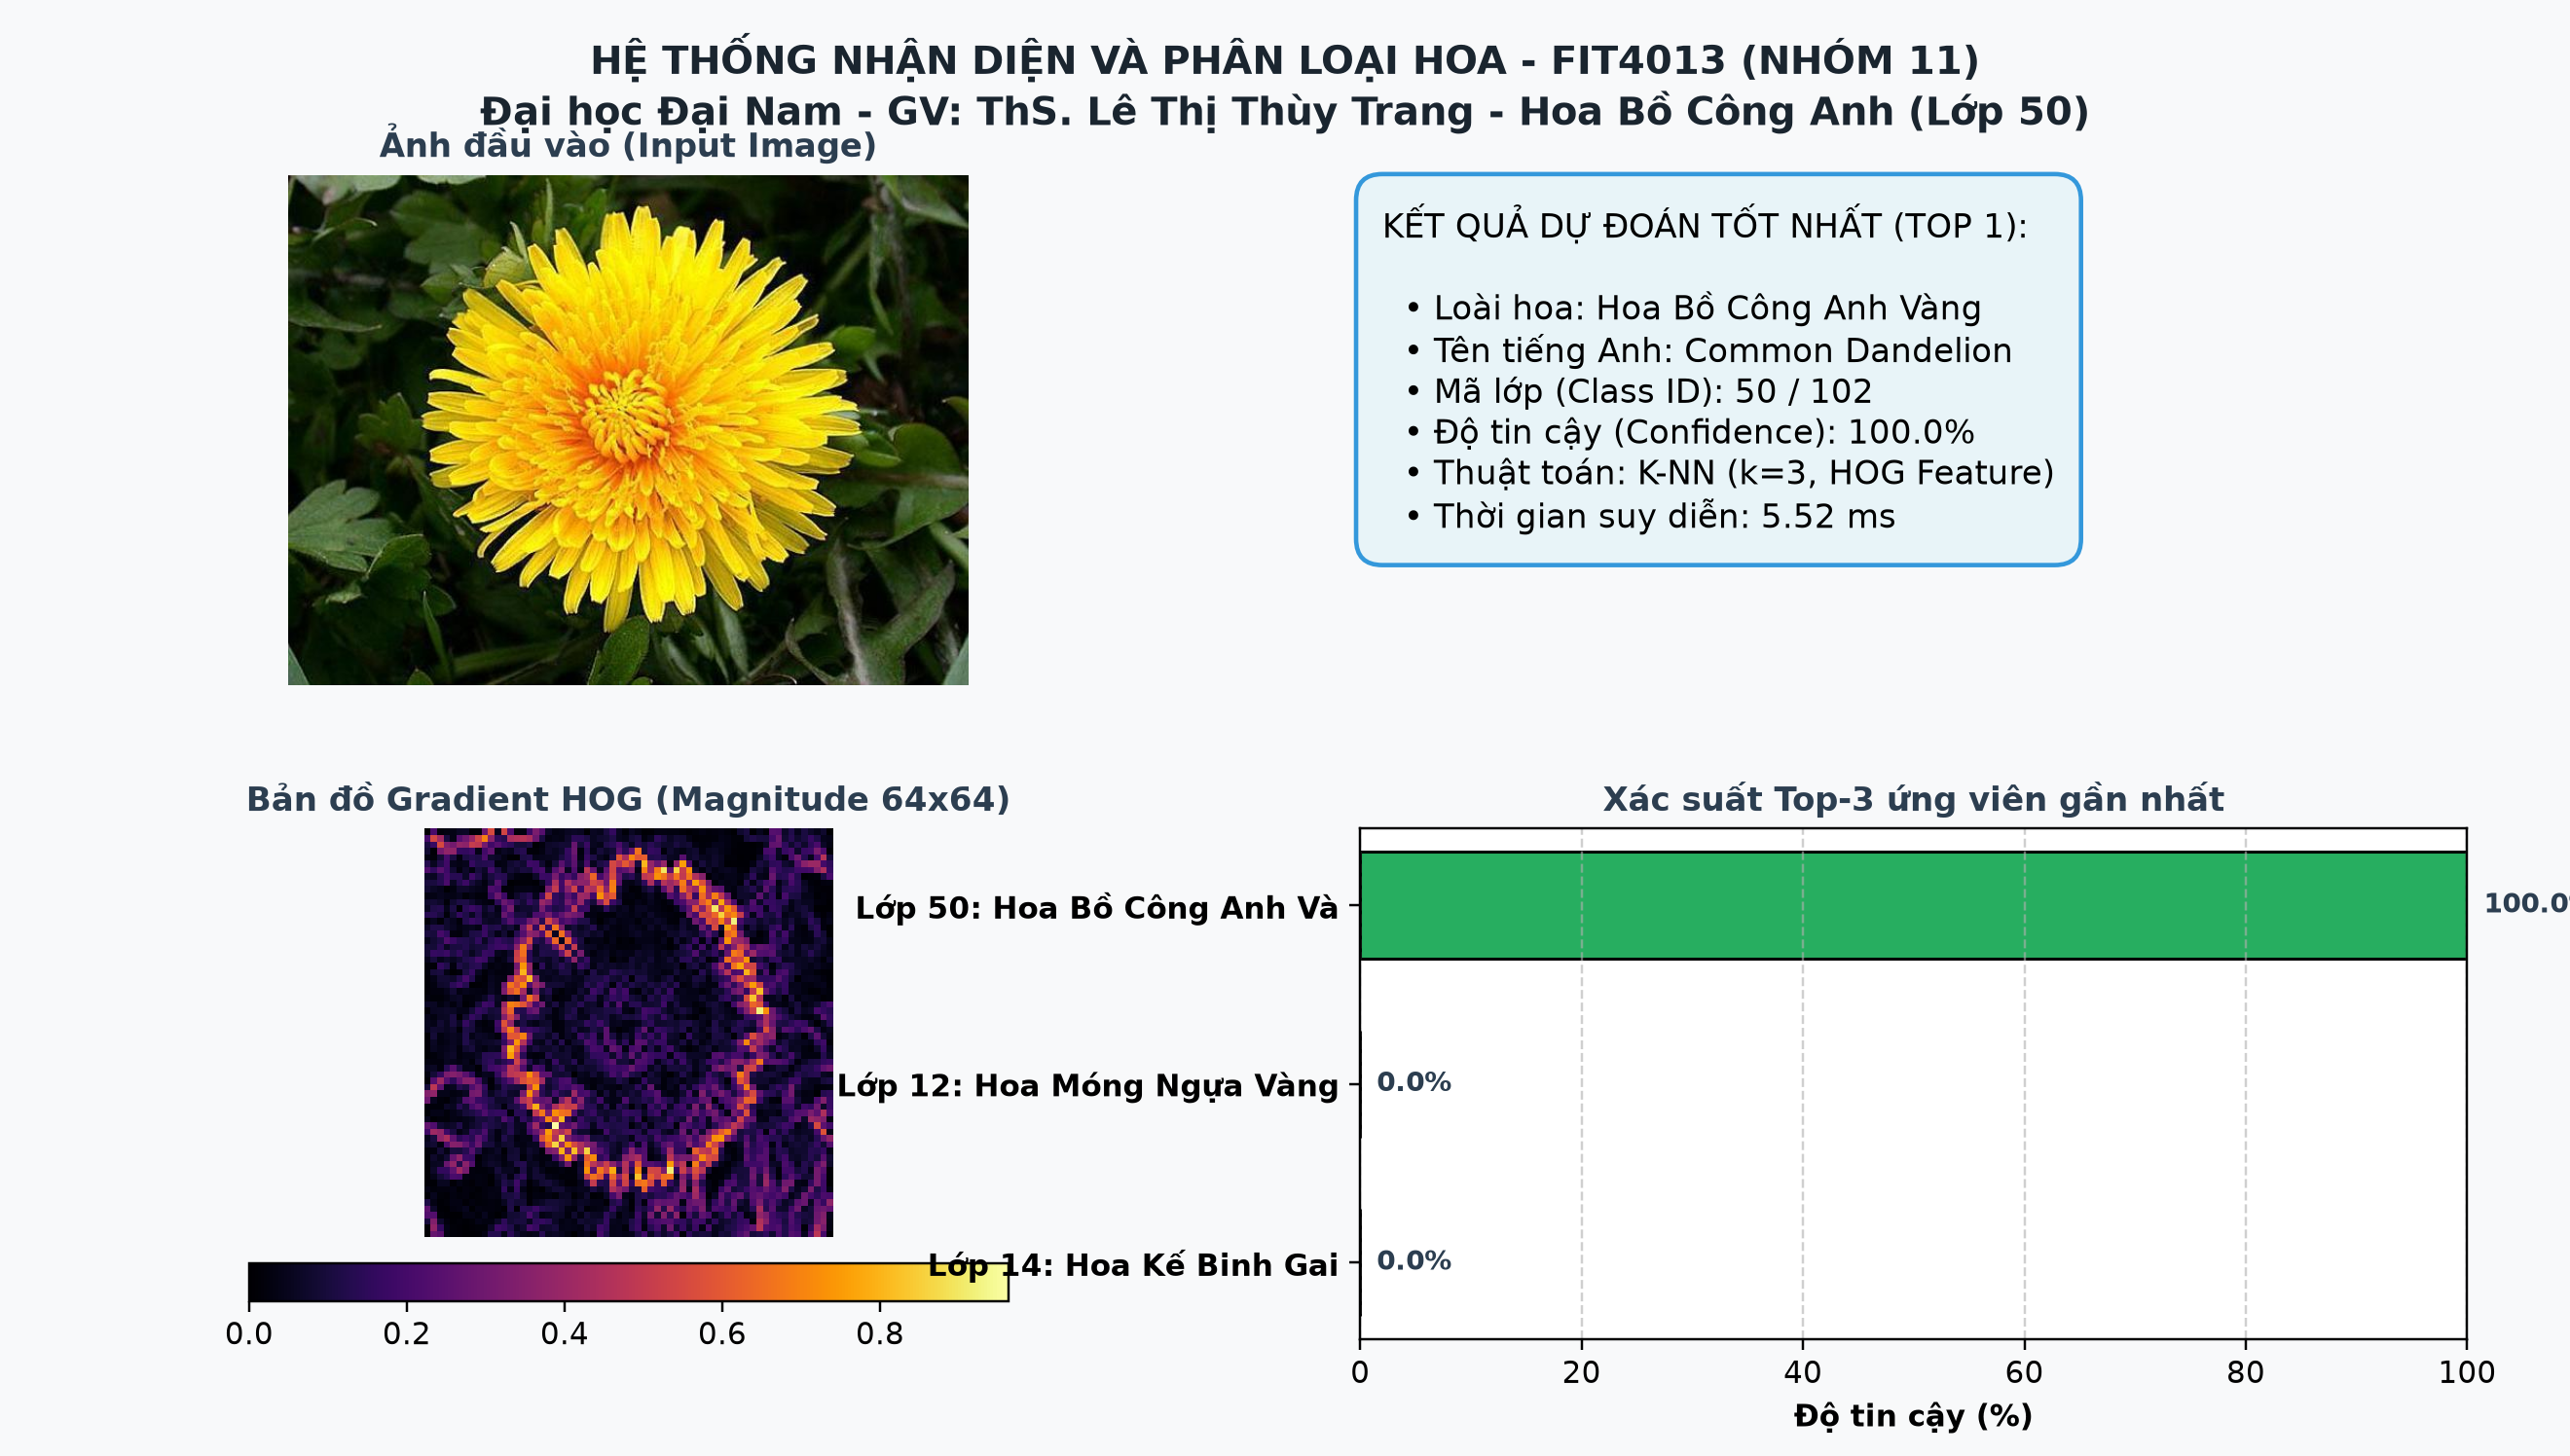 HỆ THỐNG NHẬN DIỆN VÀ PHÂN LOẠI HOA - FIT4013 (NHÓM 11)
Đại học Đại Nam - GV: ThS. Lê Thị Thùy Trang - Hoa Bồ Công Anh (Lớp 50)
Ảnh đầu vào (Input Image)
KẾT QUẢ DỰ ĐOÁN TỐT NHẤT (TOP 1):
• Loài hoa: Hoa Bồ Công Anh Vàng
• Tên tiếng Anh: Common Dandelion
• Mã lớp (Class ID): 50 / 102
• Độ tin cậy (Confidence): 100.0%
• Thuật toán: K-NN (k=3, HOG Feature)
• Thời gian suy diễn: 5.52 ms
Bản đồ Gradient HOG (Magnitude 64x64)
0.0 0.2 0.4 0.6 0.8
Xác suất Top-3 ứng viên gần nhất
Lớp 50: Hoa Bồ Công Anh Và
100.0
Lớp 12: Hoa Móng Ngựa Vàng
0.0%
Lớp 14: Hoa Kế Binh Gai
0.0%
0 20 40 60 80 100
Độ tin cậy (%)